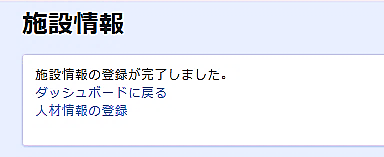 施設情報
施設情報の登録が完了しました。
ダッシュボードに戻る
人材情報の登録